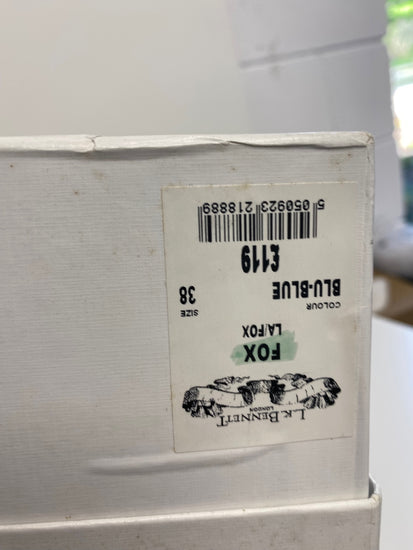 L.K. BENNETT
LONDON
FOX
LA/FOX
COLOUR SIZE
BLU-BLUE 38
£119
5 050923 218889